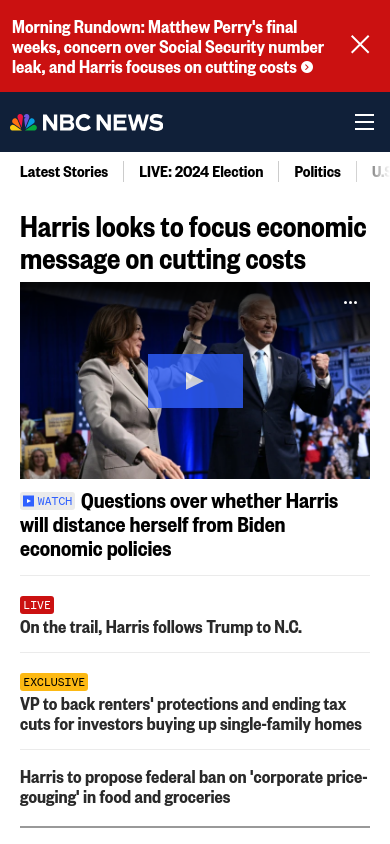 Morning Rundown: Matthew Perry's final
weeks, concern over Social Security number
leak, and Harris focuses on cutting costs
NBC NEWS
Latest Stories
LIVE: 2024 Election
Politics
U.S
Harris looks to focus economic
message on cutting costs
WATCH Questions over whether Harris
will distance herself from Biden
economic policies
LIVE
On the trail, Harris follows Trump to N.C.
EXCLUSIVE
VP to back renters' protections and ending tax
cuts for investors buying up single-family homes
Harris to propose federal ban on 'corporate price-
gouging' in food and groceries